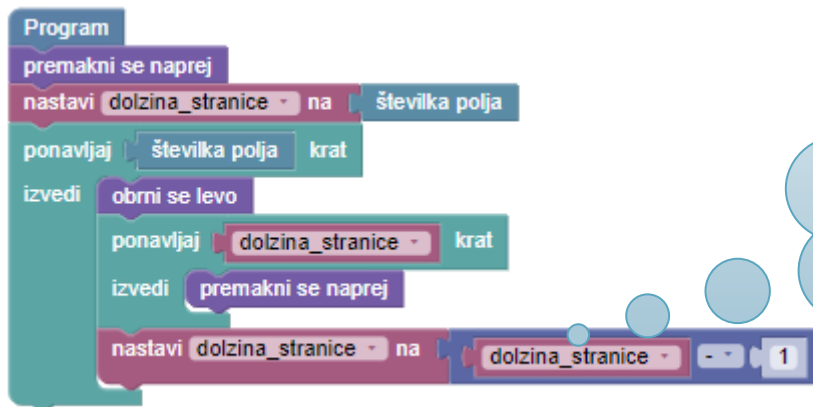 Program
premakni se naprej
nastavi dolzina_stranice na številka polja
ponavljaj številka polja krat
izvedi obrni se levo
ponavljaj dolzina_stranice krat
izvedi premakni se naprej
nastavi dolzina_stranice na dolzina_stranice - 1